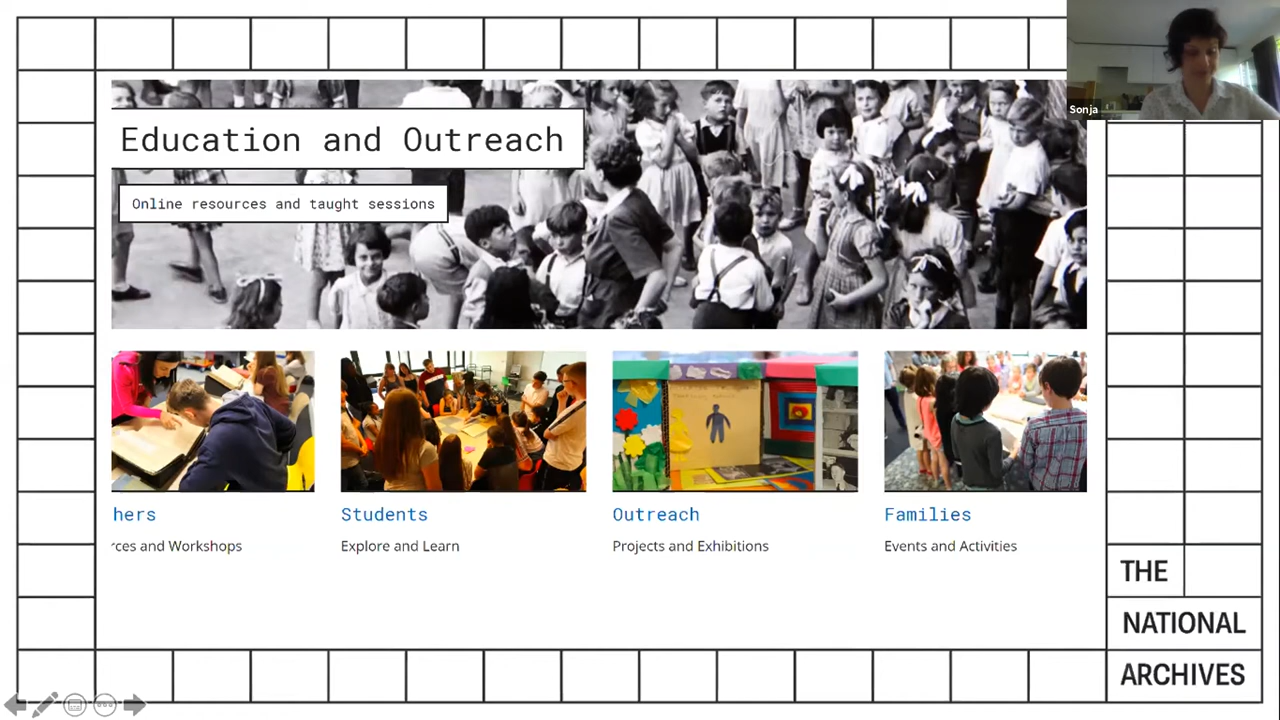 Sonja
Education and Outreach
Online resources and taught sessions
hers
rces and Workshops
Students
Explore and Learn
Outreach
Projects and Exhibitions
Families
Events and Activities
THE
NATIONAL
ARCHIVES